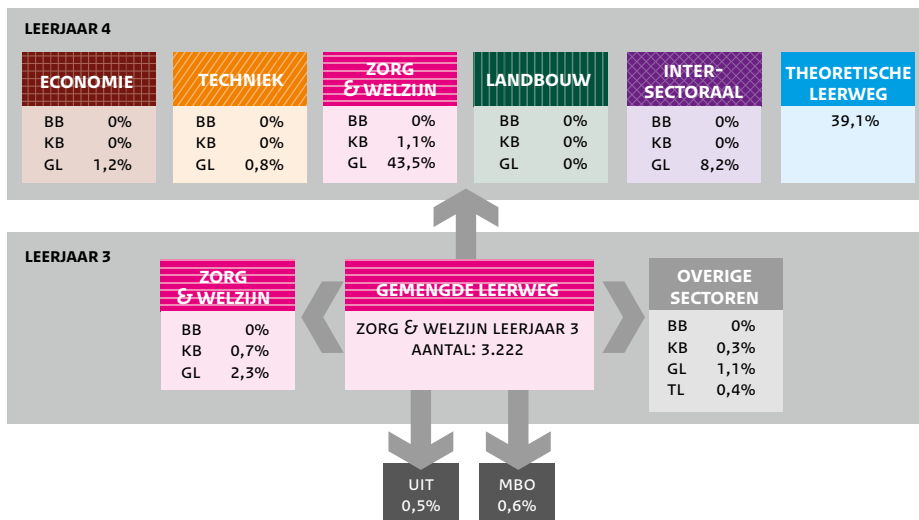 LEERJAAR 4
ECONOMIE
BB 0%
KB 0%
GL 1,2%
TECHNIEK
BB 0%
KB 0%
GL 0,8%
ZORG
& WELZIJN
BB 0%
KB 1,1%
GL 43,5%
LANDBOUW
BB 0%
KB 0%
GL 0%
INTER-
SECTORAAL
BB 0%
KB 0%
GL 8,2%
THEORETISCHE
LEERWEG
39,1%
LEERJAAR 3
ZORG
& WELZIJN
BB 0%
KB 0,7%
GL 2,3%
GEMENGDE LEERWEG
ZORG & WELZIJN LEERJAAR 3
AANTAL: 3.222
OVERIGE
SECTOREN
BB 0%
KB 0,3%
GL 1,1%
TL 0,4%
UIT
0,5%
MBO
0,6%